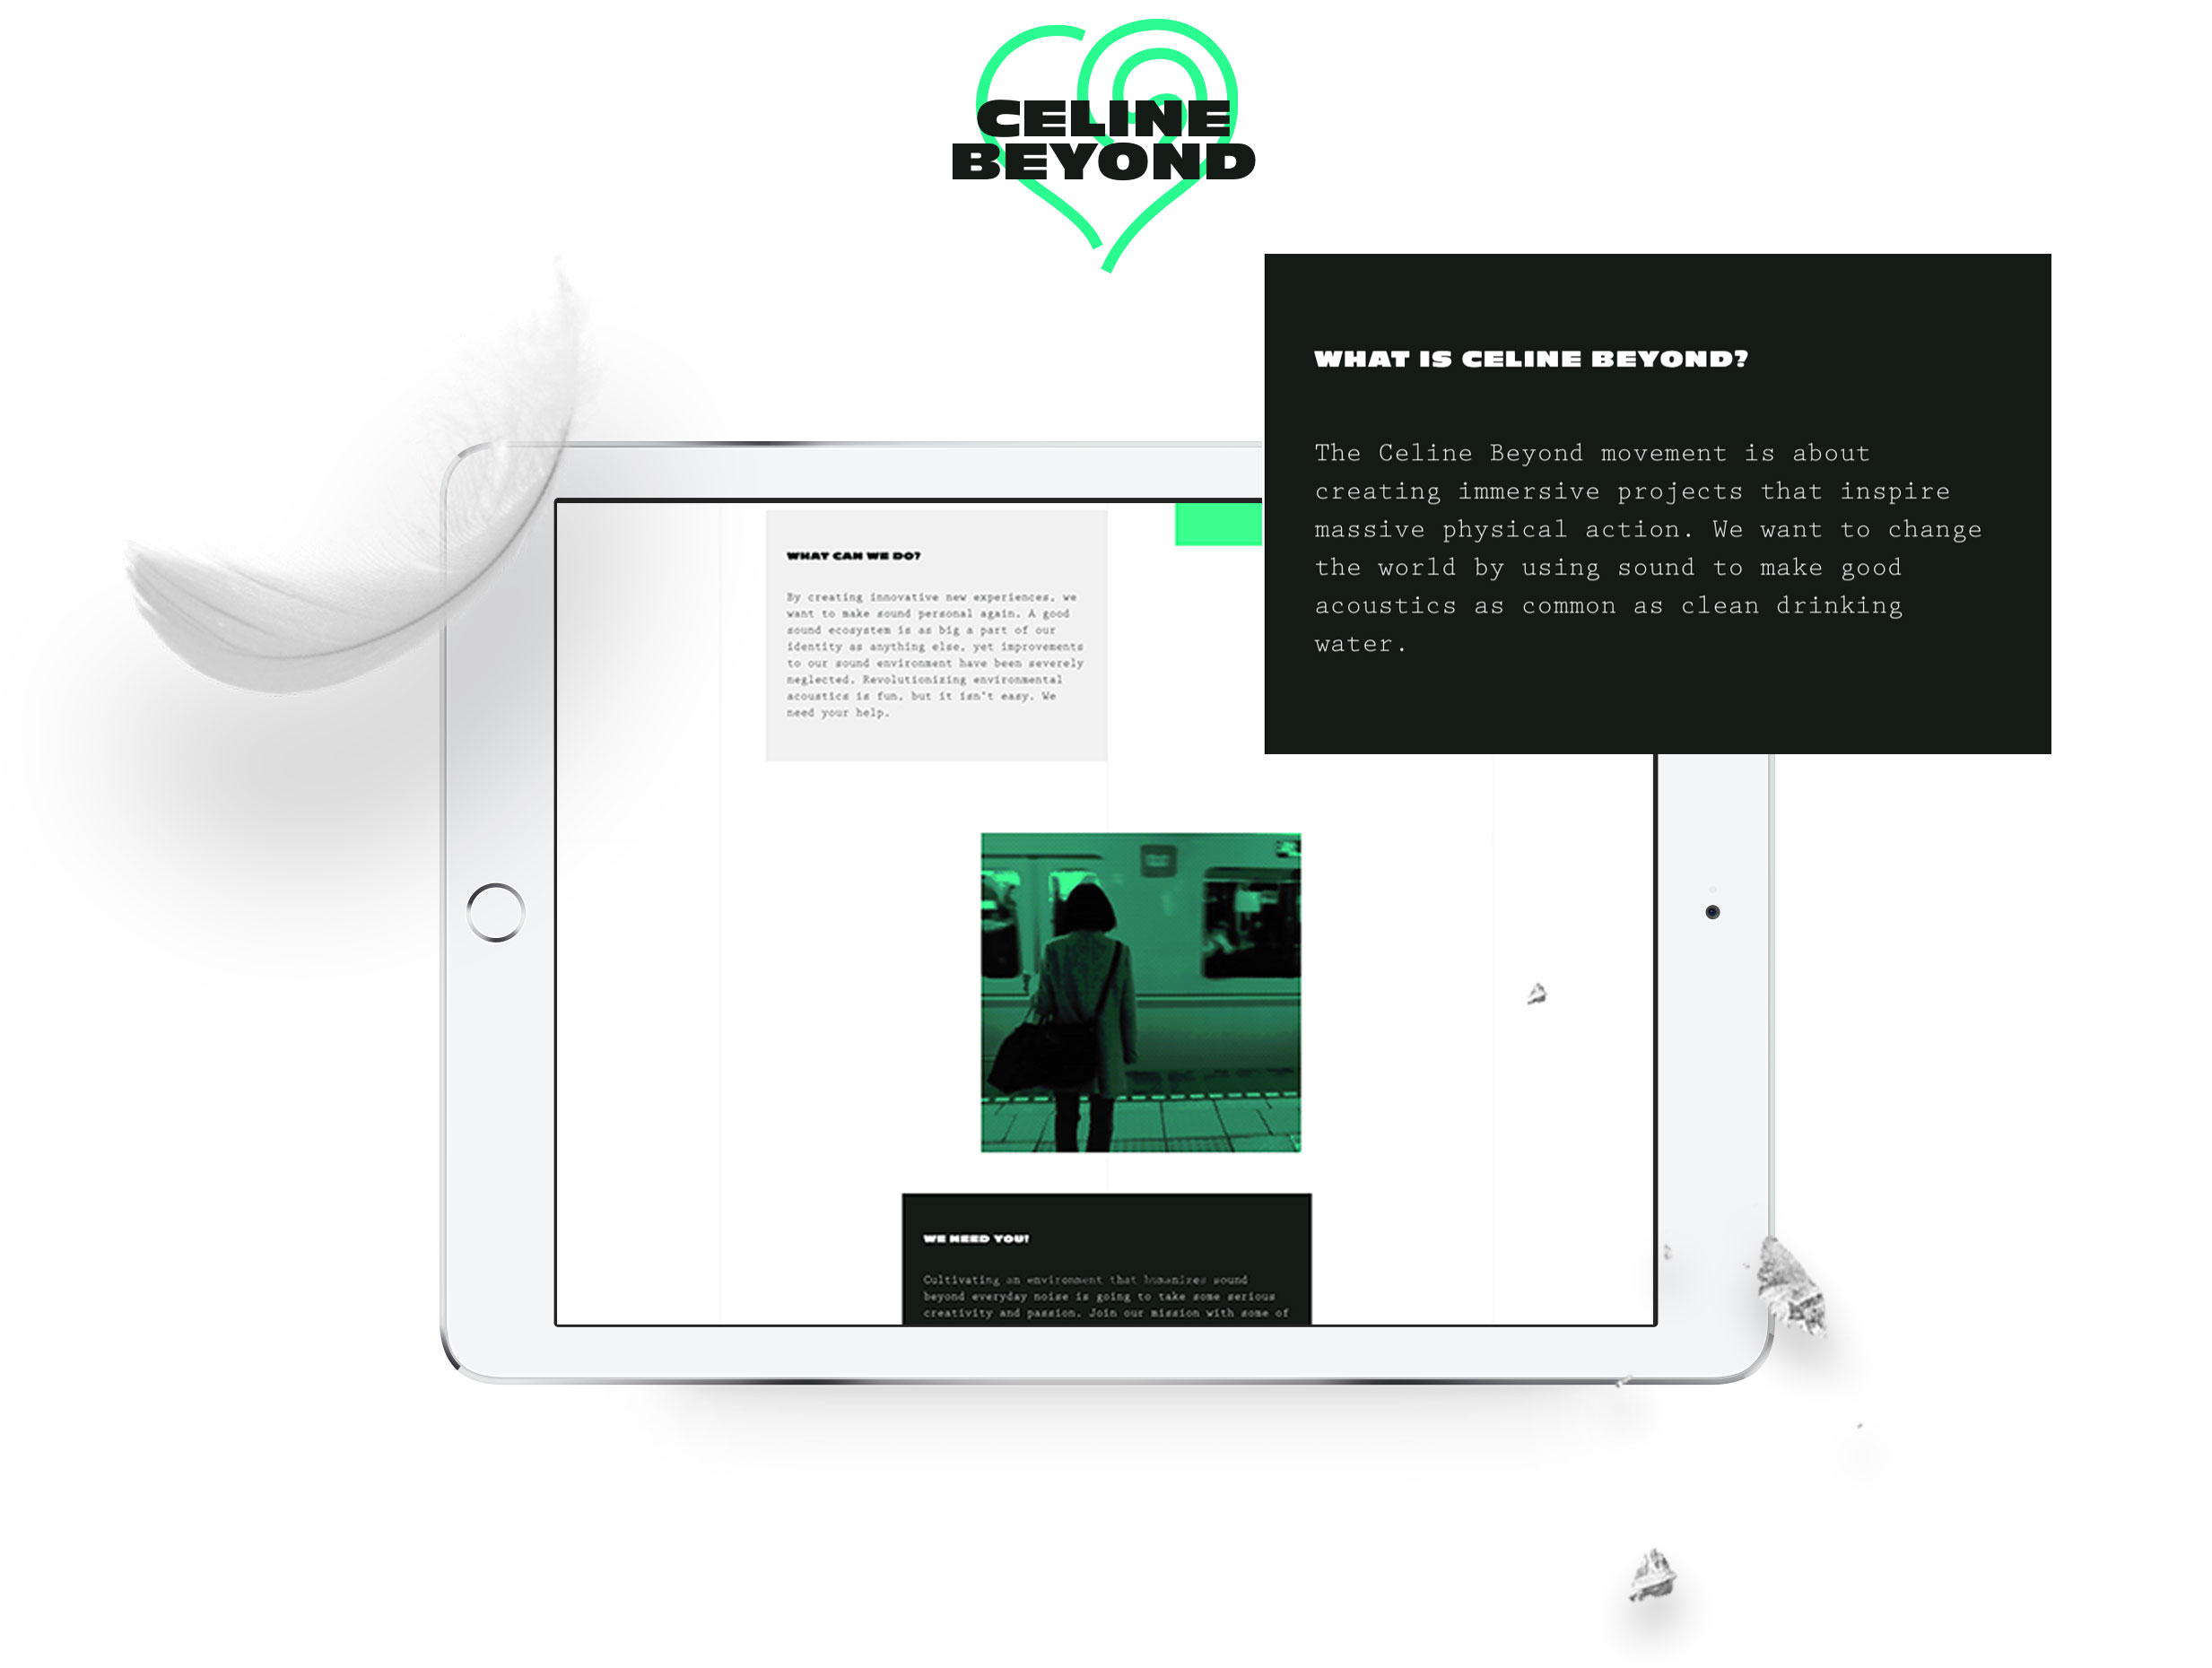 CELINE
BEYOND
WHAT IS CELINE BEYOND?
The Celine Beyond movement is about
creating immersive projects that inspire
massive physical action. We want to change
the world by using sound to make good
acoustics as common as clean drinking
water.
WHAT CAN WE DO?
By creating innovative new experiences, we
want to make sound personal again. A good
sound ecosystem is as big a part of our
identity as anything else, yet improvements
to our sound environment have been severely
neglected. Revolutionizing environmental
acoustics is fun, but it isn't easy. We
need your help.
WE NEED YOU!
Cultivating an environment that humanizes sound
beyond everyday noise is going to take some serious
creativity and passion. Join our mission with some of